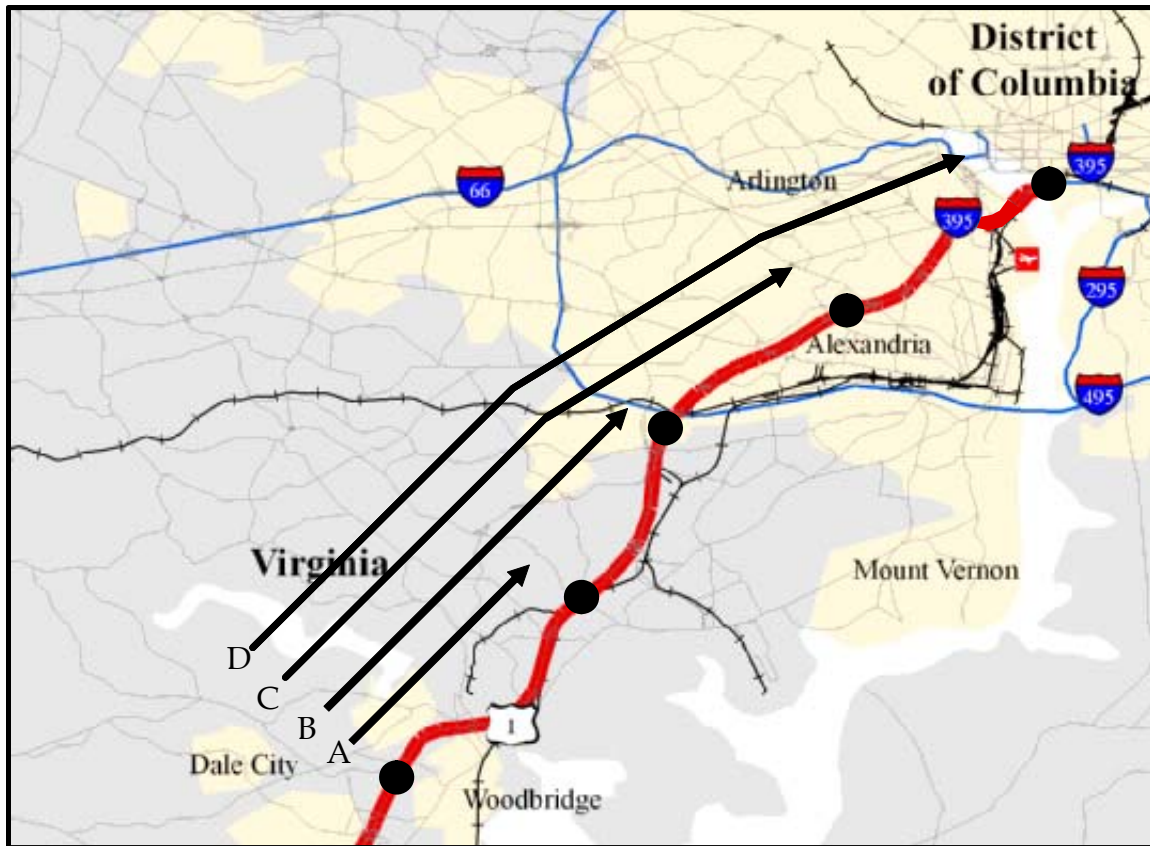 District
of Columbia
395
66
Arlington
395
295
Alexandria
495
Virginia
Mount Vernon
D
C
B
1
A
Dale City
Woodbridge